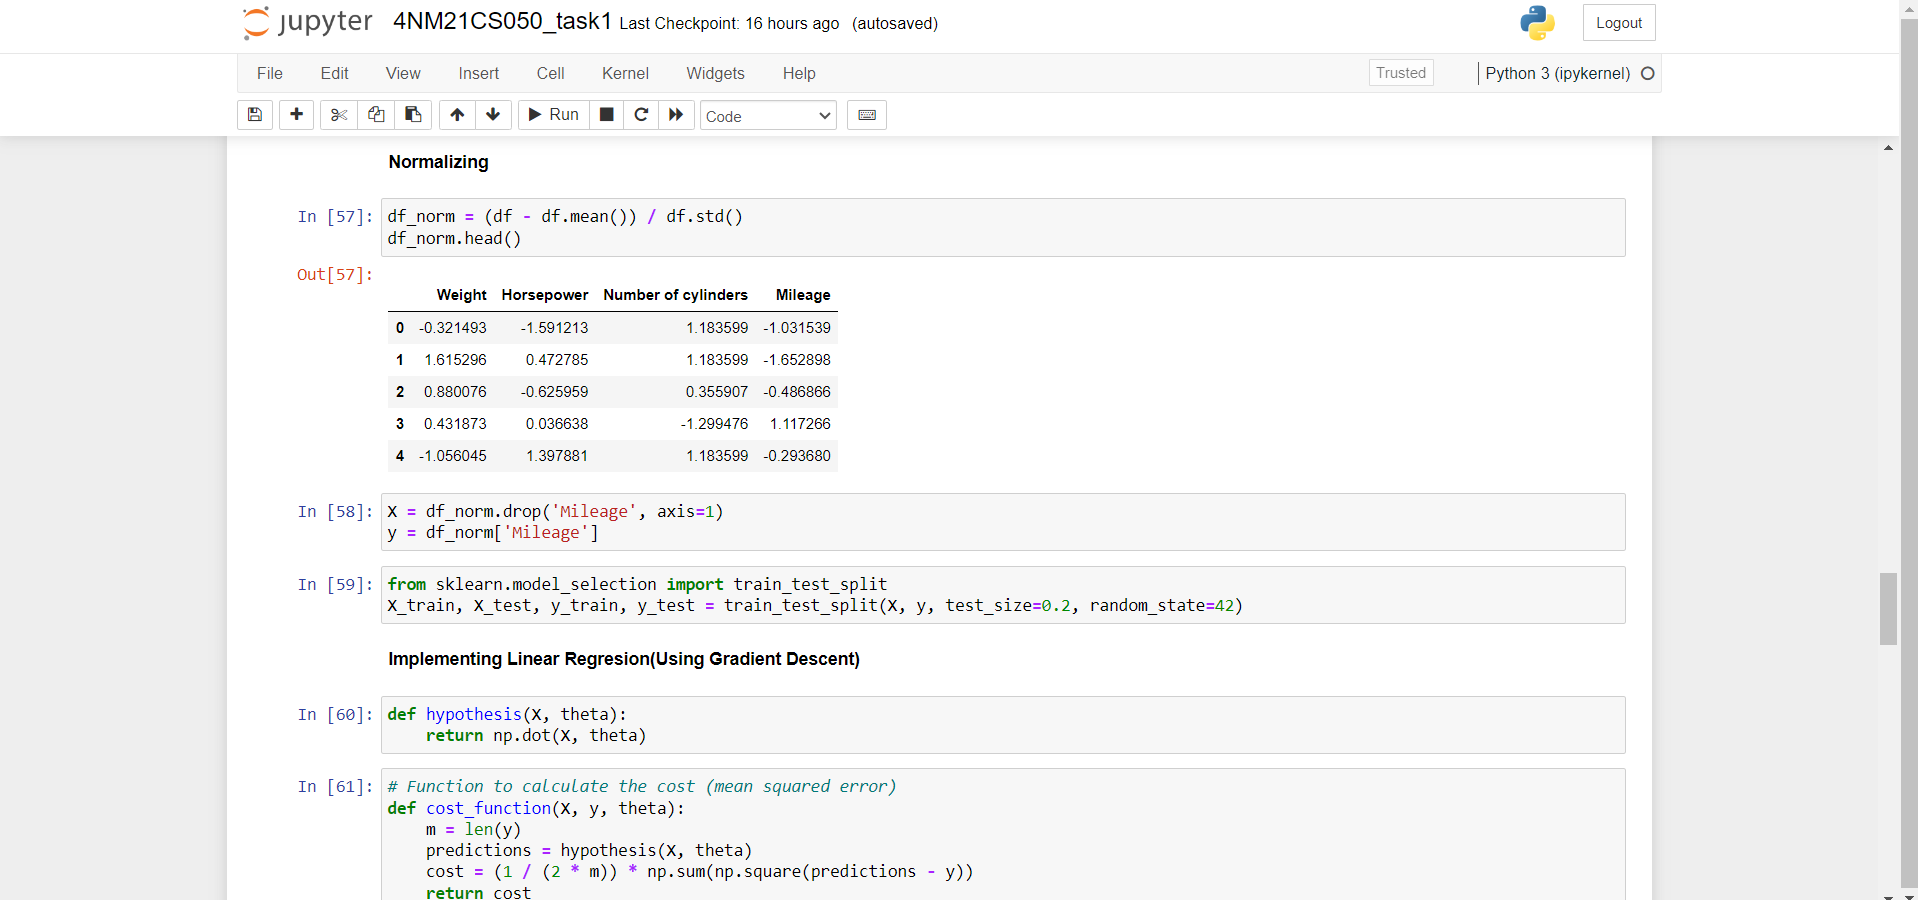 jupyter 4NM21CS050_task1 Last Checkpoint: 16 hours ago (autosaved)
Logout
File Edit View Insert Cell Kernel Widgets Help
Trusted
Python 3 (ipykernel)
Run
Code
Normalizing
In [57]: df_norm = (df - df.mean()) / df.std()
df_norm.head()
Out[57]:
Weight Horsepower Number of cylinders Mileage
0 -0.321493 -1.591213 1.183599 -1.031539
1 1.615296 0.472785 1.183599 -1.652898
2 0.880076 -0.625959 0.355907 -0.486866
3 0.431873 0.036638 -1.299476 1.117266
4 -1.056045 1.397881 1.183599 -0.293680
In [58]: X = df_norm.drop('Mileage', axis=1)
y = df_norm['Mileage']
In [59]: from sklearn.model_selection import train_test_split
X_train, X_test, y_train, y_test = train_test_split(X, y, test_size=0.2, random_state=42)
Implementing Linear Regresion(Using Gradient Descent)
In [60]: def hypothesis(X, theta):
    return np.dot(X, theta)
In [61]: # Function to calculate the cost (mean squared error)
def cost_function(X, y, theta):
    m = len(y)
    predictions = hypothesis(X, theta)
    cost = (1 / (2 * m)) * np.sum(np.square(predictions - y))
    return cost